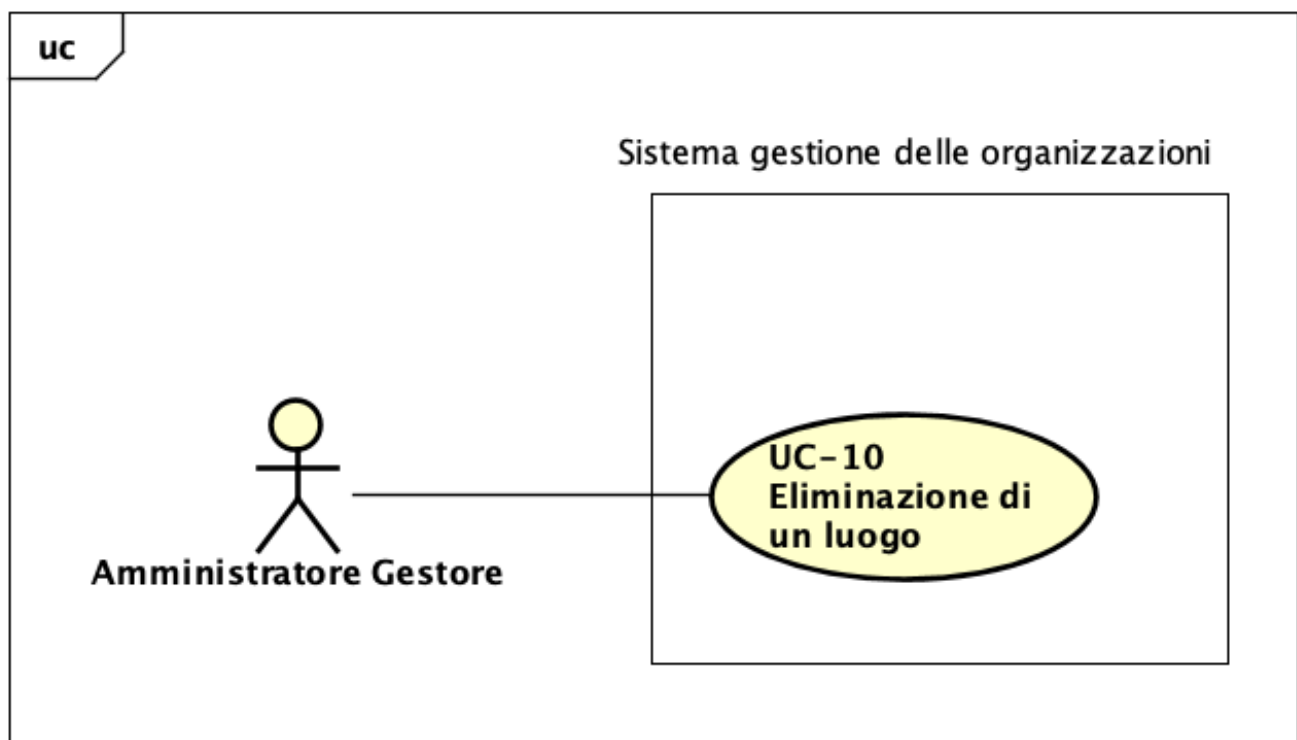 uc
Sistema gestione delle organizzazioni
UC-10
Eliminazione di
un luogo
Amministratore Gestore